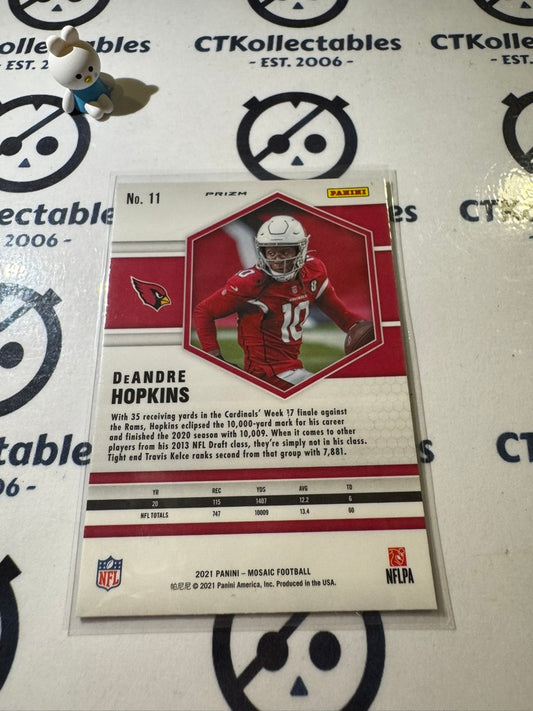 CTKollectables
- EST. 2006 -
CTKollectables
- EST. 2006 -
ectable
2006 -
CTK
No. 11
PRIZM
PANINI
CARDINALS
10
8
DEANDRE
HOPKINS
With 35 receiving yards in the Cardinals' Week 17 finale against
the Rams, Hopkins eclipsed the 10,000-yard mark for his career
and finished the 2020 season with 10,009. When it comes to other
players from his 2013 NFL Draft class, they're simply not in his class.
Tight end Travis Kelce ranks second from that group with 7,881.
YR REC YDS AVG TD
20 115 1407 12.2 6
NFL TOTALS 747 10009 13.4 60
NFL
NFLPA
2021 PANINI – MOSAIC FOOTBALL
帕尼尼 © 2021 Panini America, Inc. Produced in the USA.